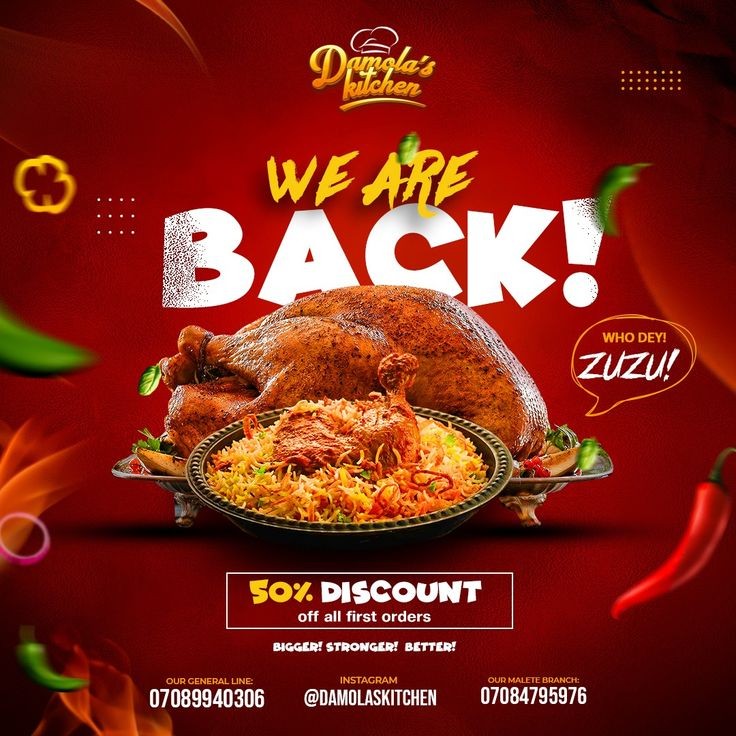 Damola's
kitchen
WE ARE
BACK!
WHO DEY!
ZUZU!
50% DISCOUNT
off all first orders
BIGGER! STRONGER! BETTER!
OUR GENERAL LINE:
07089940306
INSTAGRAM
@DAMOLASKITCHEN
OUR MALETE BRANCH:
07084795976